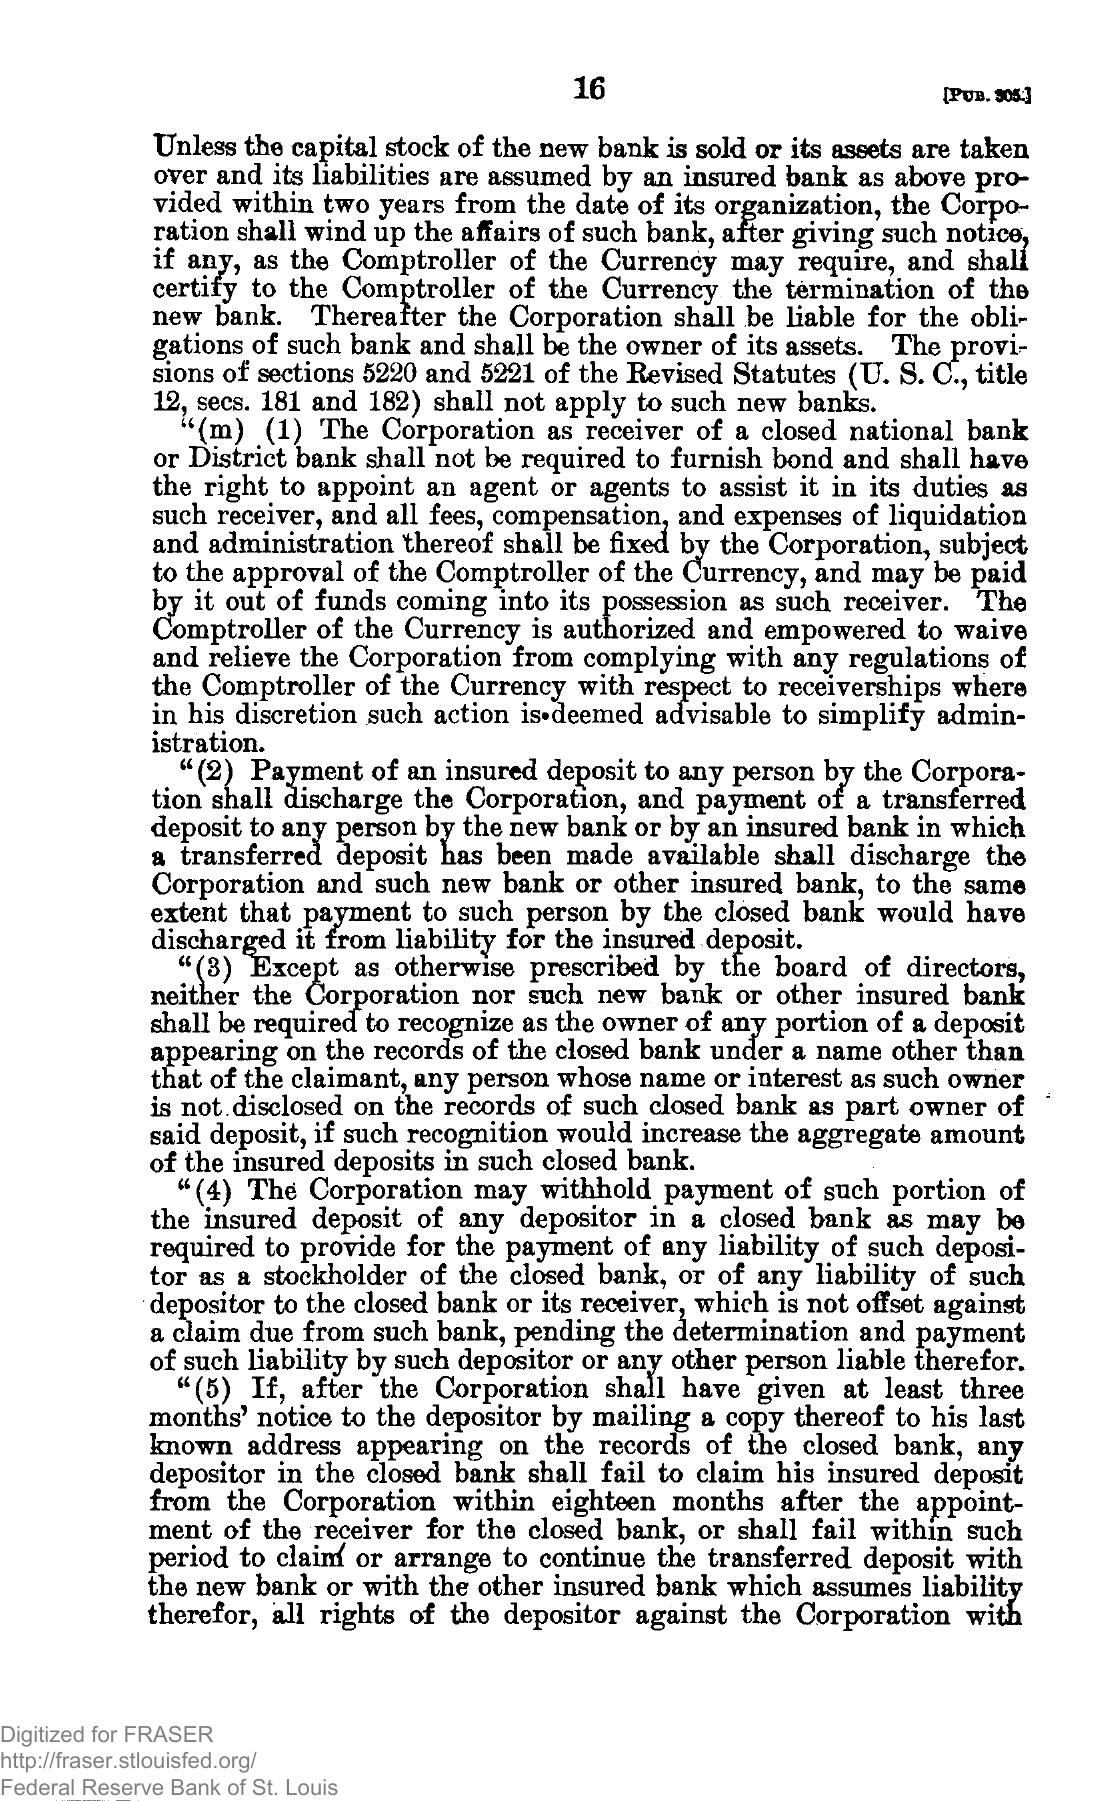 16 [PUB. 305.]
Unless the capital stock of the new bank is sold or its assets are taken
over and its liabilities are assumed by an insured bank as above pro-
vided within two years from the date of its organization, the Corpo-
ration shall wind up the affairs of such bank, after giving such notice,
if any, as the Comptroller of the Currency may require, and shall
certify to the Comptroller of the Currency the termination of the
new bank. Thereafter the Corporation shall be liable for the obli-
gations of such bank and shall be the owner of its assets. The provi-
sions of sections 5220 and 5221 of the Revised Statutes (U. S. C., title
12, secs. 181 and 182) shall not apply to such new banks.
"(m) (1) The Corporation as receiver of a closed national bank
or District bank shall not be required to furnish bond and shall have
the right to appoint an agent or agents to assist it in its duties as
such receiver, and all fees, compensation, and expenses of liquidation
and administration thereof shall be fixed by the Corporation, subject
to the approval of the Comptroller of the Currency, and may be paid
by it out of funds coming into its possession as such receiver. The
Comptroller of the Currency is authorized and empowered to waive
and relieve the Corporation from complying with any regulations of
the Comptroller of the Currency with respect to receiverships where
in his discretion such action is deemed advisable to simplify admin-
istration.
"(2) Payment of an insured deposit to any person by the Corpora-
tion shall discharge the Corporation, and payment of a transferred
deposit to any person by the new bank or by an insured bank in which
a transferred deposit has been made available shall discharge the
Corporation and such new bank or other insured bank, to the same
extent that payment to such person by the closed bank would have
discharged it from liability for the insured deposit.
"(3) Except as otherwise prescribed by the board of directors,
neither the Corporation nor such new bank or other insured bank
shall be required to recognize as the owner of any portion of a deposit
appearing on the records of the closed bank under a name other than
that of the claimant, any person whose name or interest as such owner
is not disclosed on the records of such closed bank as part owner of
said deposit, if such recognition would increase the aggregate amount
of the insured deposits in such closed bank.
"(4) The Corporation may withhold payment of such portion of
the insured deposit of any depositor in a closed bank as may be
required to provide for the payment of any liability of such deposi-
tor as a stockholder of the closed bank, or of any liability of such
depositor to the closed bank or its receiver, which is not offset against
a claim due from such bank, pending the determination and payment
of such liability by such depositor or any other person liable therefor.
"(5) If, after the Corporation shall have given at least three
months' notice to the depositor by mailing a copy thereof to his last
known address appearing on the records of the closed bank, any
depositor in the closed bank shall fail to claim his insured deposit
from the Corporation within eighteen months after the appoint-
ment of the receiver for the closed bank, or shall fail within such
period to claim or arrange to continue the transferred deposit with
the new bank or with the other insured bank which assumes liability
therefor, all rights of the depositor against the Corporation with
Digitized for FRASER
http://fraser.stlouisfed.org/
Federal Reserve Bank of St. Louis